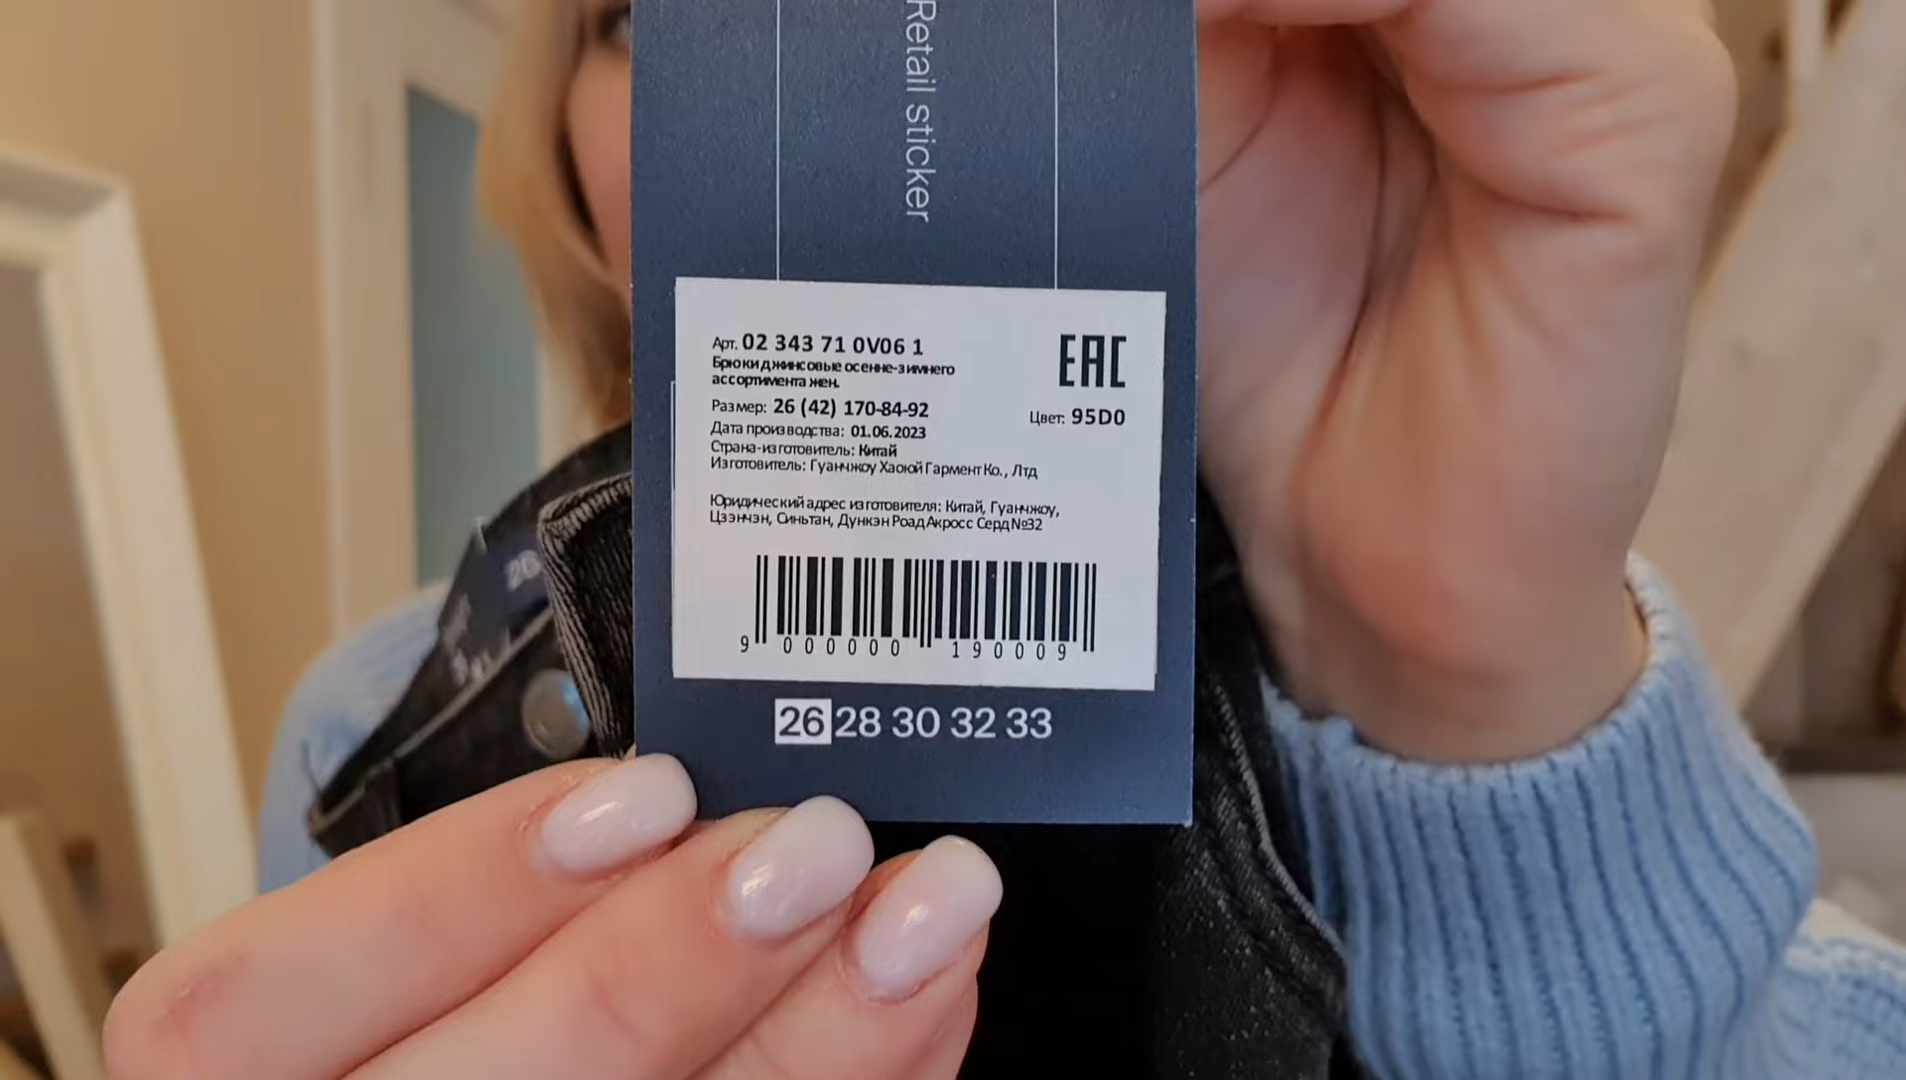 Retail sticker
Арт. 02 343 71 0V06 1
Брюки джинсовые осенне-зимнего
ассортимента жен.
EAC
Размер: 26 (42) 170-84-92
Цвет: 95D0
Дата производства: 01.06.2023
Страна-изготовитель: Китай
Изготовитель: Гуанчжоу Хаоюй Гармент Ко., Лтд
Юридический адрес изготовителя: Китай, Гуанчжоу,
Цзэнчэн, Синьтан, Дункэн Роад Акросс Серд №32
9 000000 190009
26 28 30 32 33
26